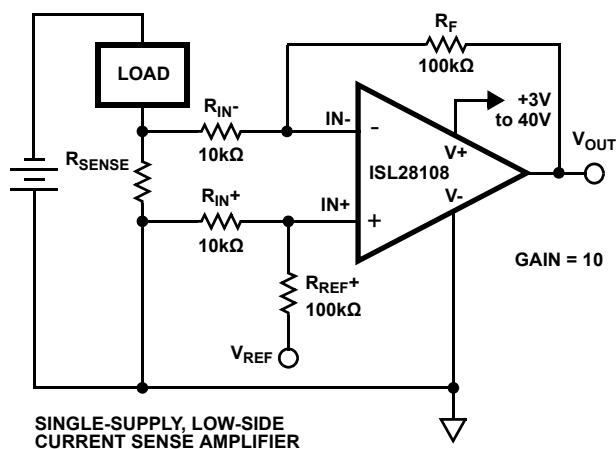 R_F
100kΩ
LOAD
R_IN-
10kΩ
IN-
-
+3V
to 40V
V+
V_OUT
R_SENSE
ISL28108
R_IN+
10kΩ
IN+
+
V-
GAIN = 10
R_REF+
100kΩ
V_REF
SINGLE-SUPPLY, LOW-SIDE
CURRENT SENSE AMPLIFIER